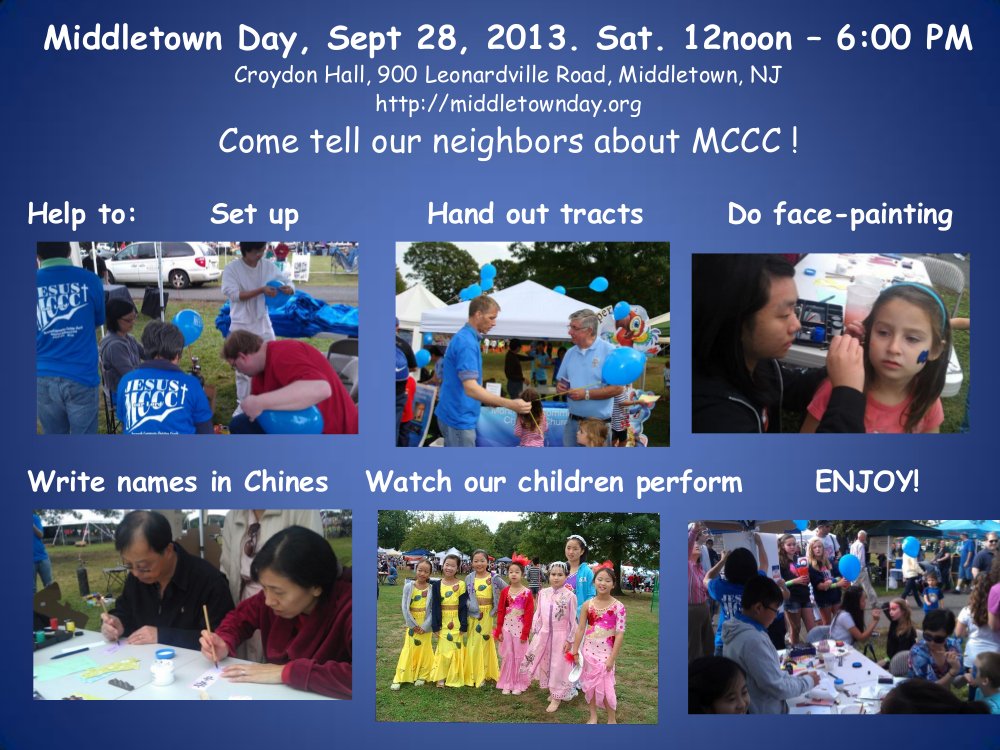 Middletown Day, Sept 28, 2013. Sat. 12noon – 6:00 PM
Croydon Hall, 900 Leonardville Road, Middletown, NJ
http://middletownday.org
Come tell our neighbors about MCCC !
Help to: Set up Hand out tracts Do face-painting
JESUS
MCCC
JESUS
MCCC
Write names in Chines Watch our children perform ENJOY!
JESUS